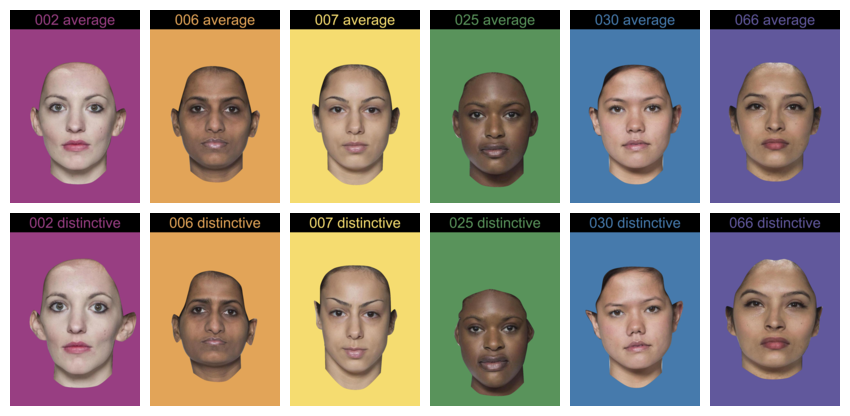 002 average
006 average
007 average
025 average
030 average
066 average
002 distinctive
006 distinctive
007 distinctive
025 distinctive
030 distinctive
066 distinctive